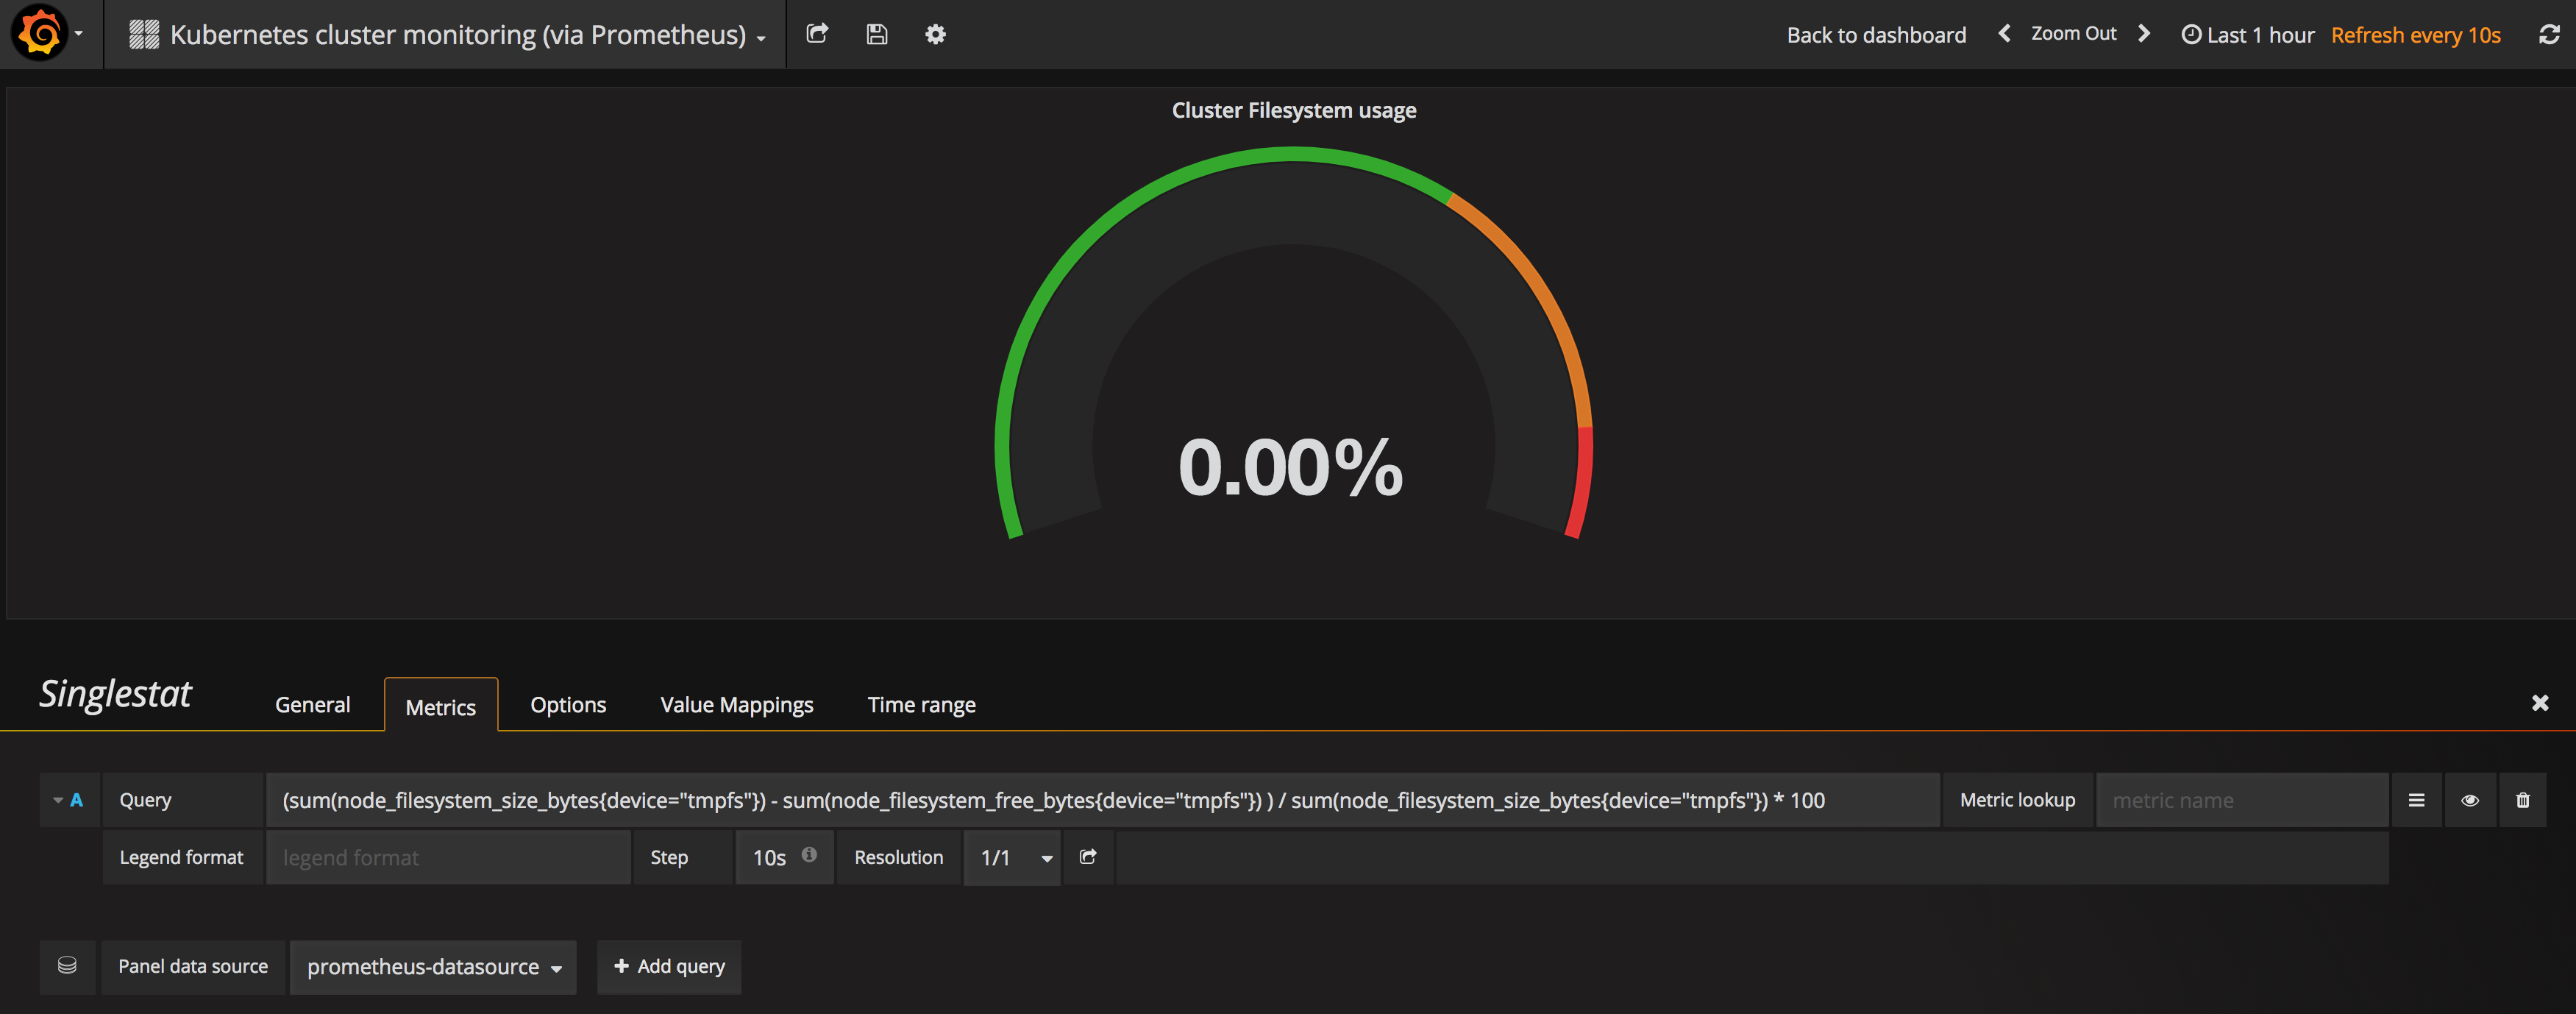 Kubernetes cluster monitoring (via Prometheus)
Back to dashboard Zoom Out Last 1 hour Refresh every 10s
Cluster Filesystem usage
0.00%
Singlestat General Metrics Options Value Mappings Time range
A Query (sum(node_filesystem_size_bytes{device="tmpfs"}) - sum(node_filesystem_free_bytes{device="tmpfs"}) ) / sum(node_filesystem_size_bytes{device="tmpfs"}) * 100 Metric lookup metric name
Legend format legend format Step 10s Resolution 1/1
Panel data source prometheus-datasource + Add query